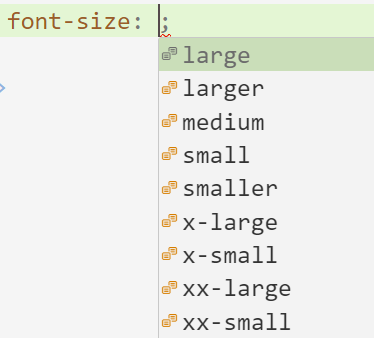 font-size: ;
large
larger
medium
small
smaller
x-large
x-small
xx-large
xx-small